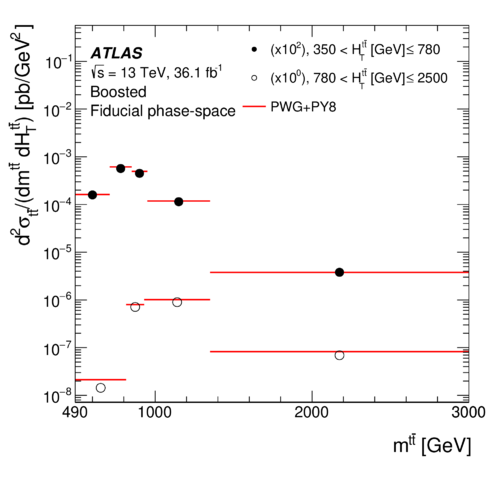 ATLAS
√s = 13 TeV, 36.1 fb⁻¹
Boosted
Fiducial phase-space
(x10²), 350 < H_T^{tt̄} [GeV] ≤ 780
(x10⁰), 780 < H_T^{tt̄} [GeV] ≤ 2500
PWG+PY8
d²σ_{tt̄}/(dm^{tt̄} dH_T^{tt̄}) [pb/GeV²]
10⁻¹
10⁻²
10⁻³
10⁻⁴
10⁻⁵
10⁻⁶
10⁻⁷
10⁻⁸
490 1000 2000 3000
m^{tt̄} [GeV]